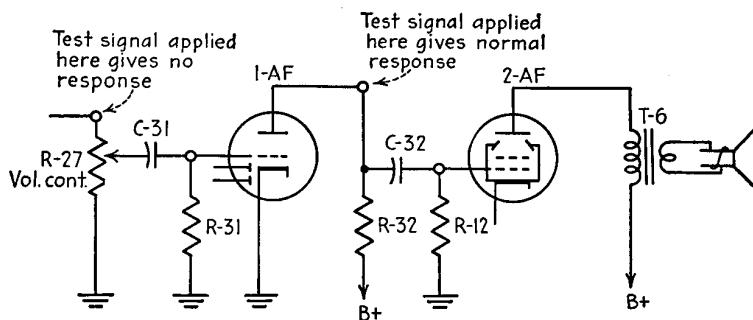 Test signal applied
here gives no
response
1-AF
Test signal applied
here gives normal
response
2-AF
C-31
R-27
Vol. cont.
R-31
C-32
R-32
R-12
T-6
B+
B+